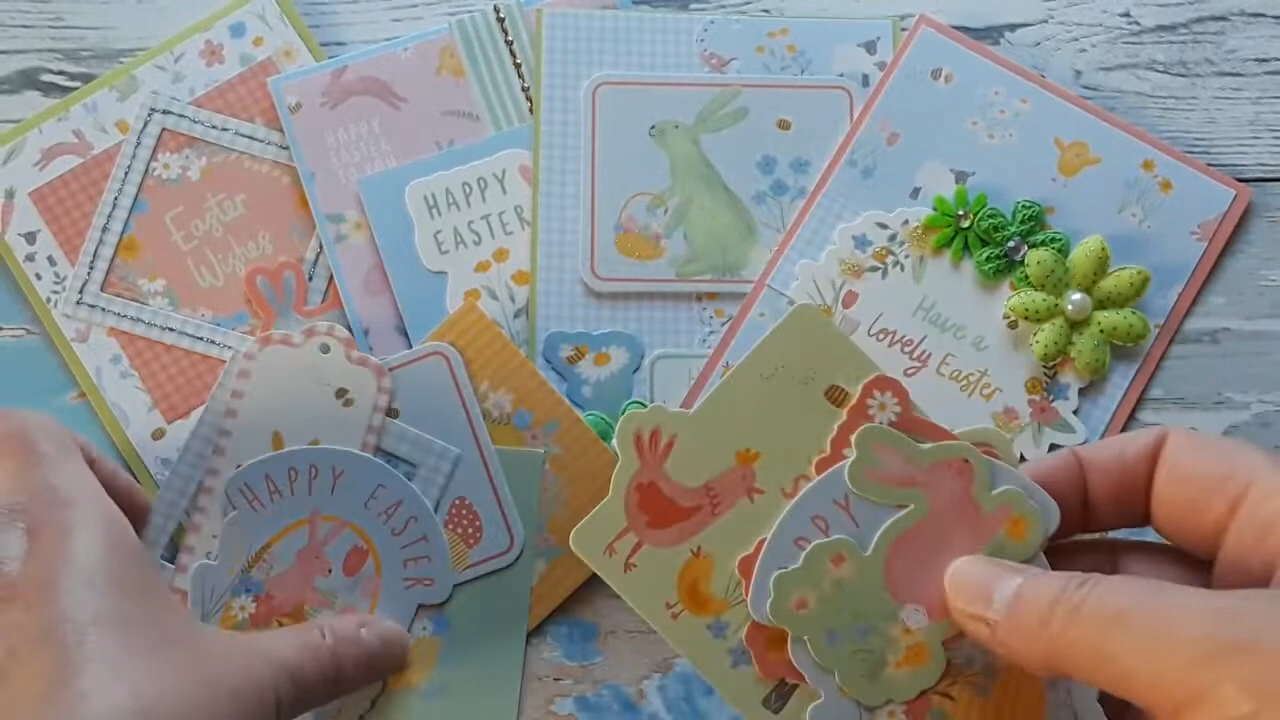 Easter
Wishes
HAPPY
EASTER
TO YOU
HAPPY
EASTER
Have a
lovely Easter
HAPPY EASTER